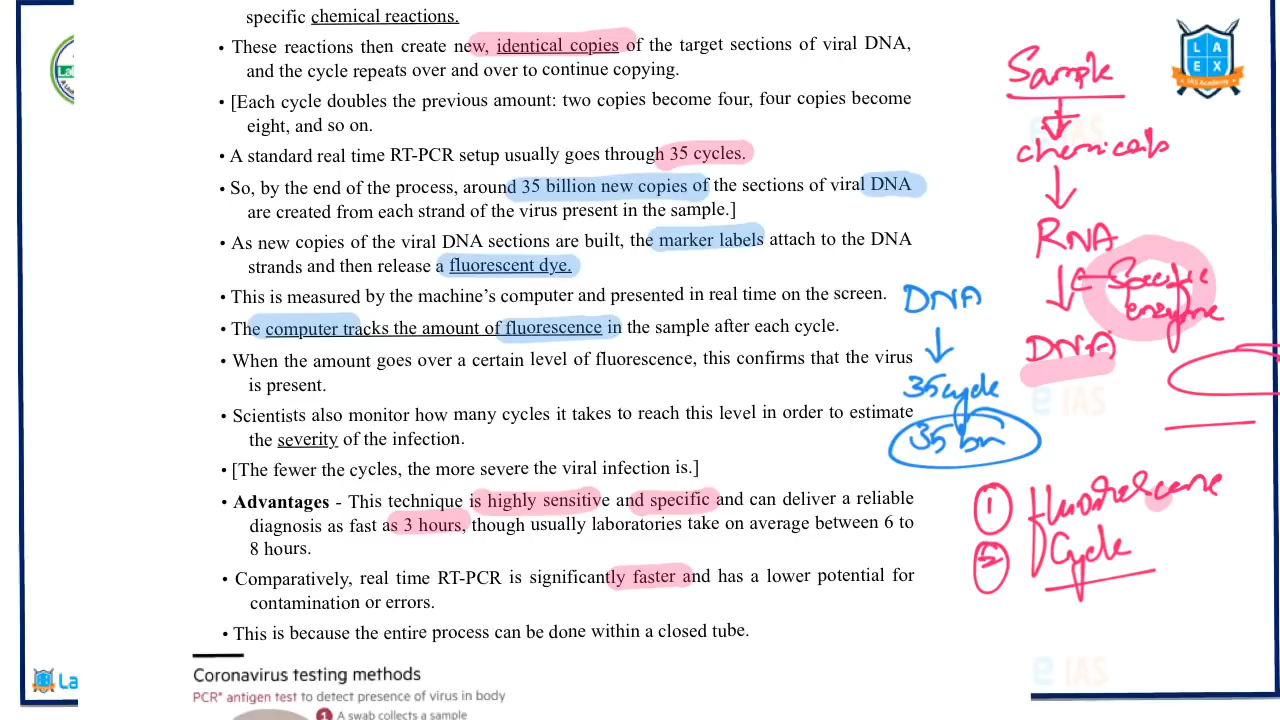 specific chemical reactions.
• These reactions then create new, identical copies of the target sections of viral DNA,
and the cycle repeats over and over to continue copying.
• [Each cycle doubles the previous amount: two copies become four, four copies become
eight, and so on.
• A standard real time RT-PCR setup usually goes through 35 cycles.
• So, by the end of the process, around 35 billion new copies of the sections of viral DNA
are created from each strand of the virus present in the sample.]
• As new copies of the viral DNA sections are built, the marker labels attach to the DNA
strands and then release a fluorescent dye.
• This is measured by the machine's computer and presented in real time on the screen.
• The computer tracks the amount of fluorescence in the sample after each cycle.
• When the amount goes over a certain level of fluorescence, this confirms that the virus
is present.
• Scientists also monitor how many cycles it takes to reach this level in order to estimate
the severity of the infection.
• [The fewer the cycles, the more severe the viral infection is.]
• Advantages - This technique is highly sensitive and specific and can deliver a reliable
diagnosis as fast as 3 hours, though usually laboratories take on average between 6 to
8 hours.
• Comparatively, real time RT-PCR is significantly faster and has a lower potential for
contamination or errors.
• This is because the entire process can be done within a closed tube.
Coronavirus testing methods
PCR* antigen test to detect presence of virus in body
1 A swab collects a sample
DNA
35 cycle
35 bn
Sample
chemicals
RNA
Specific
enzyme
DNA
1
2 Cycle
LAEX
IAS Academy
e IAS
La
e IAS